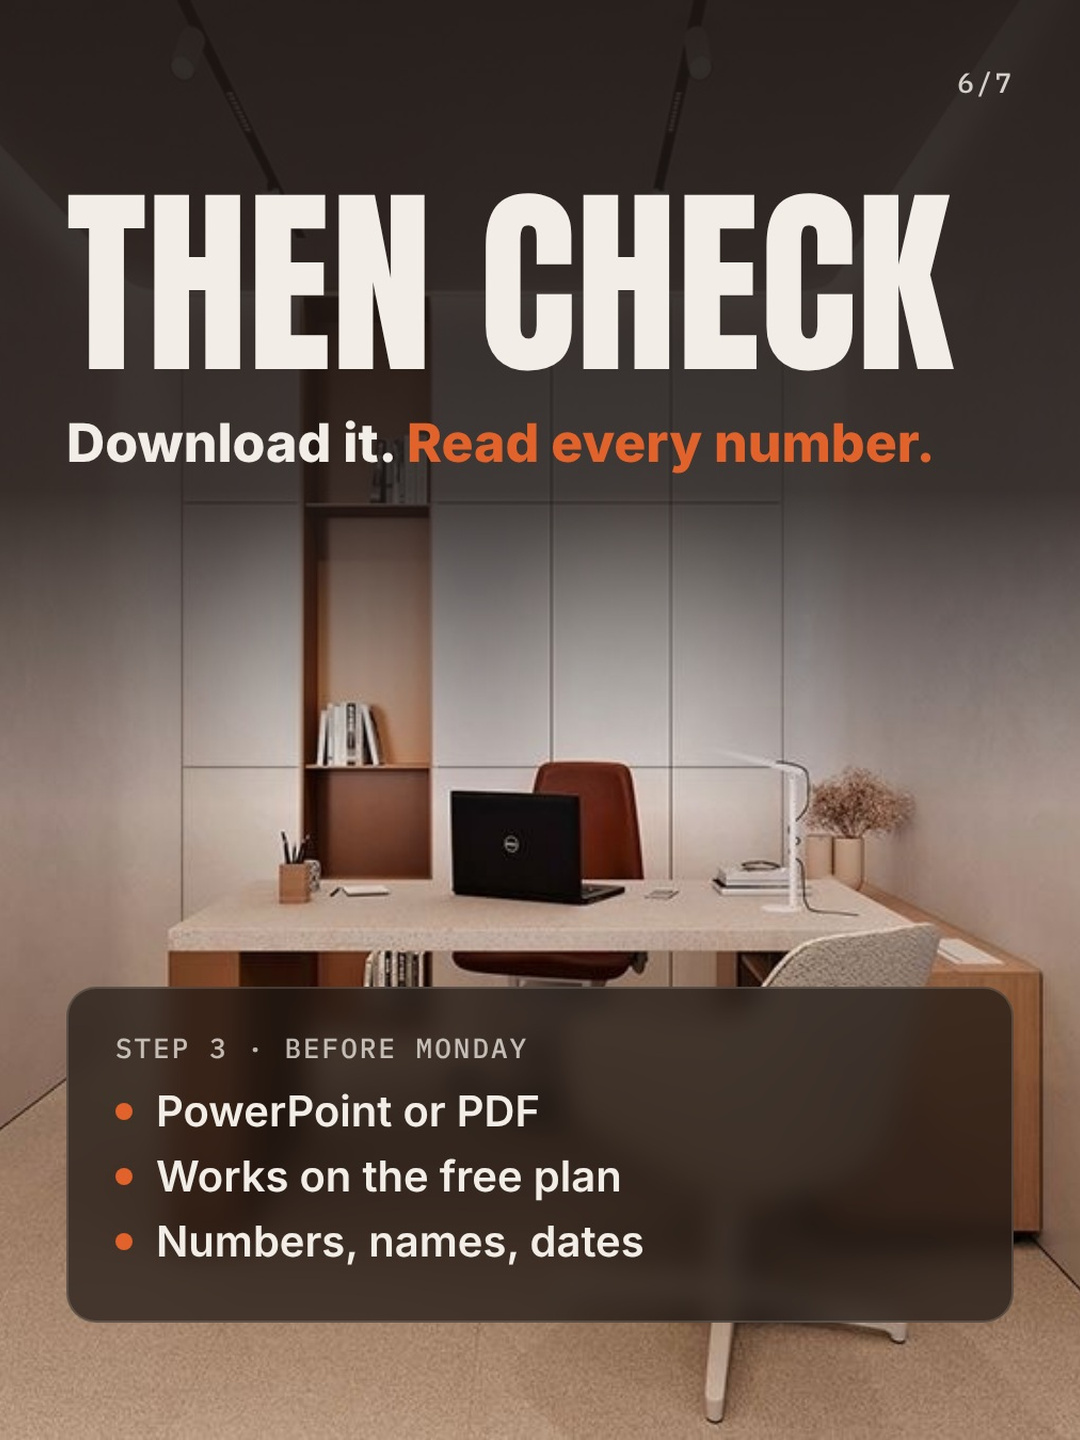 6/7
THEN CHECK
Download it. Read every number.
STEP 3 · BEFORE MONDAY
PowerPoint or PDF
Works on the free plan
Numbers, names, dates